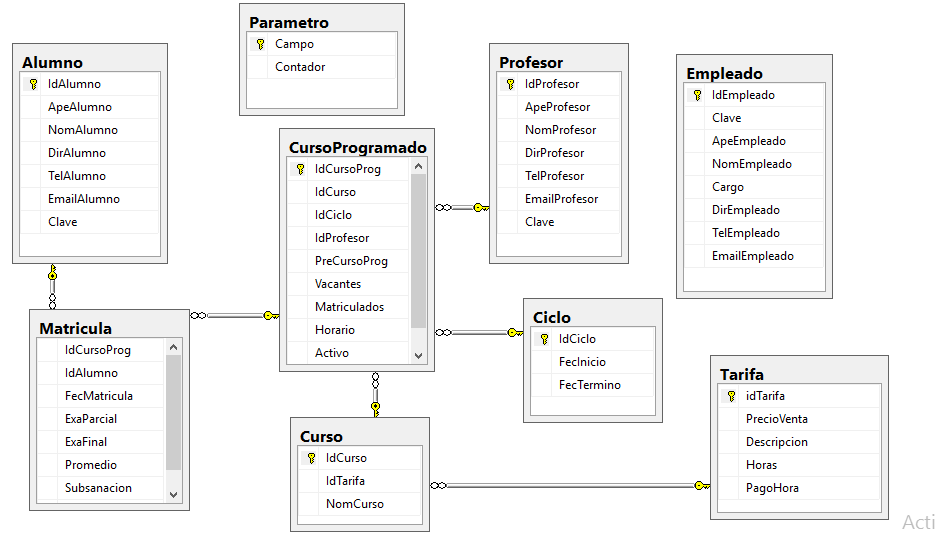 Parametro
Campo
Contador
Alumno
IdAlumno
ApeAlumno
NomAlumno
DirAlumno
TelAlumno
EmailAlumno
Clave
Profesor
IdProfesor
ApeProfesor
NomProfesor
DirProfesor
TelProfesor
EmailProfesor
Clave
Empleado
IdEmpleado
Clave
ApeEmpleado
NomEmpleado
Cargo
DirEmpleado
TelEmpleado
EmailEmpleado
CursoProgramado
IdCursoProg
IdCurso
IdCiclo
IdProfesor
PreCursoProg
Vacantes
Matriculados
Horario
Activo
Matricula
IdCursoProg
IdAlumno
FecMatricula
ExaParcial
ExaFinal
Promedio
Subsanacion
Ciclo
IdCiclo
FecInicio
FecTermino
Curso
IdCurso
IdTarifa
NomCurso
Tarifa
idTarifa
PrecioVenta
Descripcion
Horas
PagoHora
Acti